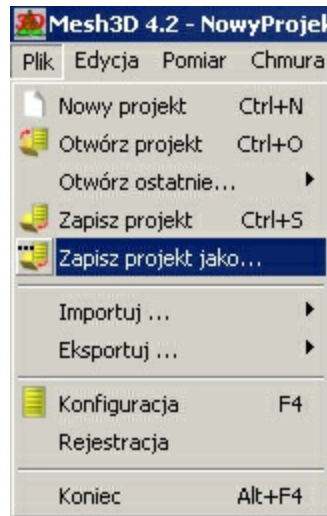 Mesh3D 4.2 - NowyProjek
Plik Edycja Pomiar Chmura
Nowy projekt Ctrl+N
Otwórz projekt Ctrl+O
Otwórz ostatnie...
Zapisz projekt Ctrl+S
Zapisz projekt jako...
Importuj ...
Eksportuj ...
Konfiguracja F4
Rejestracja
Koniec Alt+F4